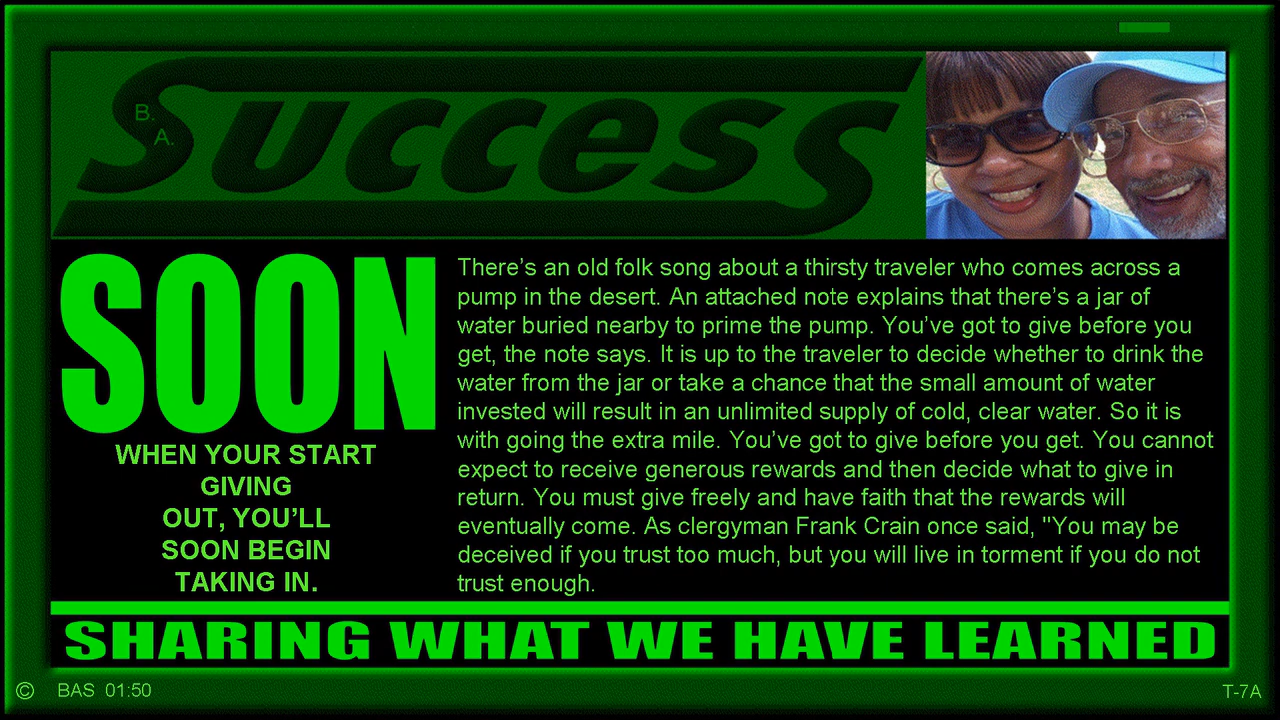 Success
B.
A.
SOON
WHEN YOUR START
GIVING
OUT, YOU’LL
SOON BEGIN
TAKING IN.
There’s an old folk song about a thirsty traveler who comes across a
pump in the desert. An attached note explains that there’s a jar of
water buried nearby to prime the pump. You’ve got to give before you
get, the note says. It is up to the traveler to decide whether to drink the
water from the jar or take a chance that the small amount of water
invested will result in an unlimited supply of cold, clear water. So it is
with going the extra mile. You’ve got to give before you get. You cannot
expect to receive generous rewards and then decide what to give in
return. You must give freely and have faith that the rewards will
eventually come. As clergyman Frank Crain once said, "You may be
deceived if you trust too much, but you will live in torment if you do not
trust enough.
SHARING WHAT WE HAVE LEARNED
© BAS 01:50
T-7A